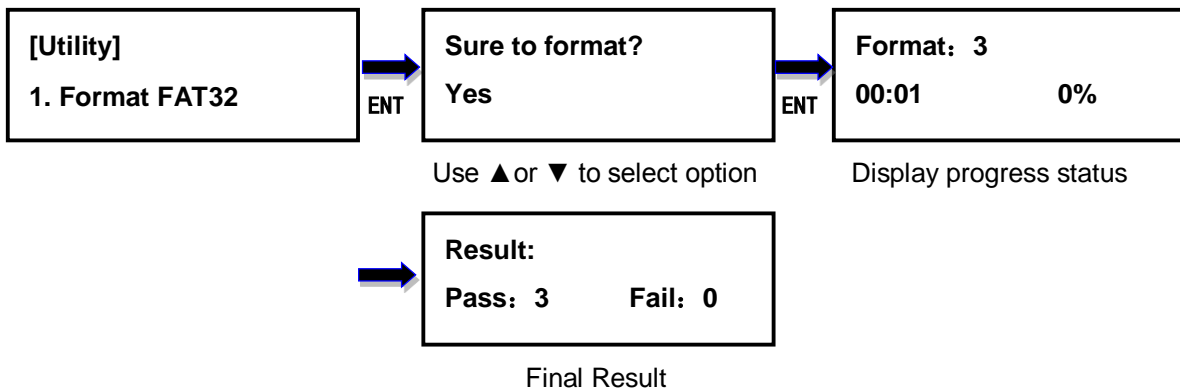 [Utility]
1. Format FAT32
ENT
Sure to format?
Yes
ENT
Format：3
00:01 0%
Use ▲or ▼ to select option
Display progress status
Result:
Pass：3 Fail：0
Final Result